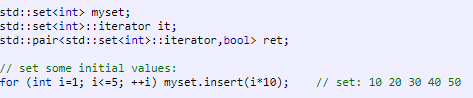 std::set<int> myset;
std::set<int>::iterator it;
std::pair<std::set<int>::iterator,bool> ret;

// set some initial values:
for (int i=1; i<=5; ++i) myset.insert(i*10);    // set: 10 20 30 40 50